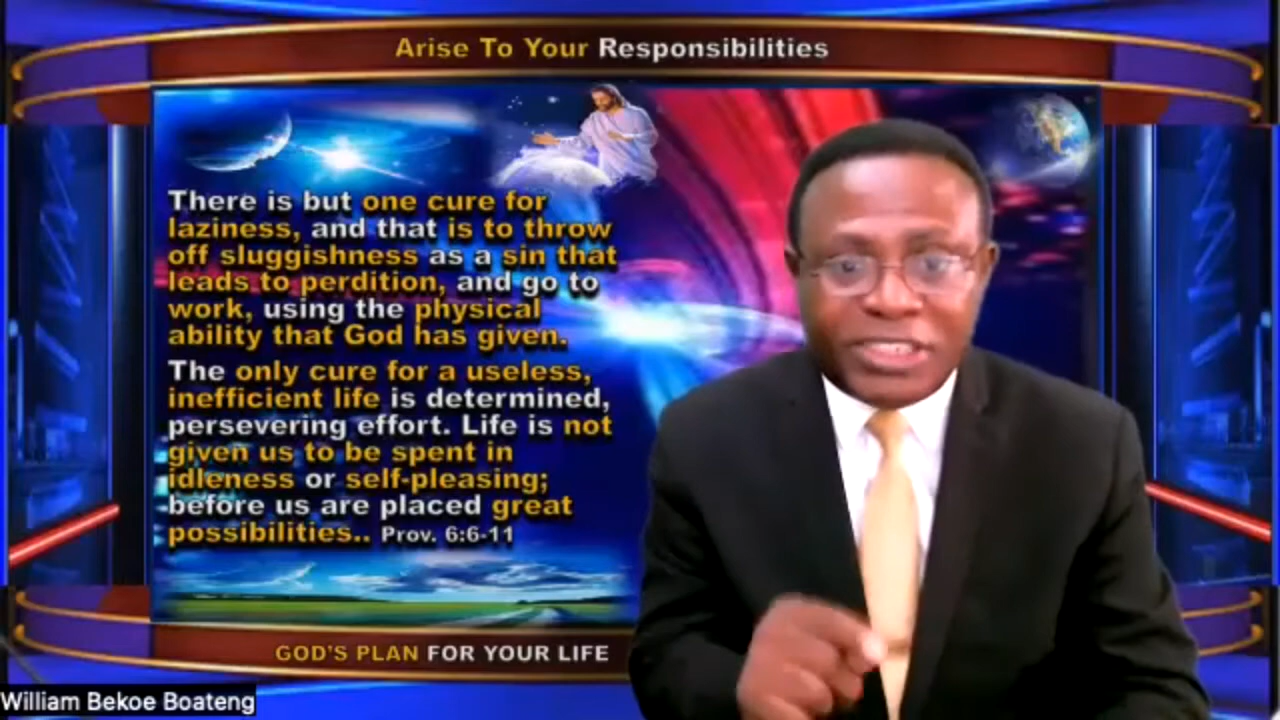 Arise To Your Responsibilities
There is but one cure for
laziness, and that is to throw
off sluggishness as a sin that
leads to perdition, and go to
work, using the physical
ability that God has given.
The only cure for a useless,
inefficient life is determined,
persevering effort. Life is not
given us to be spent in
idleness or self-pleasing;
before us are placed great
possibilities.. Prov. 6:6-11
GOD'S PLAN FOR YOUR LIFE
William Bekoe Boateng